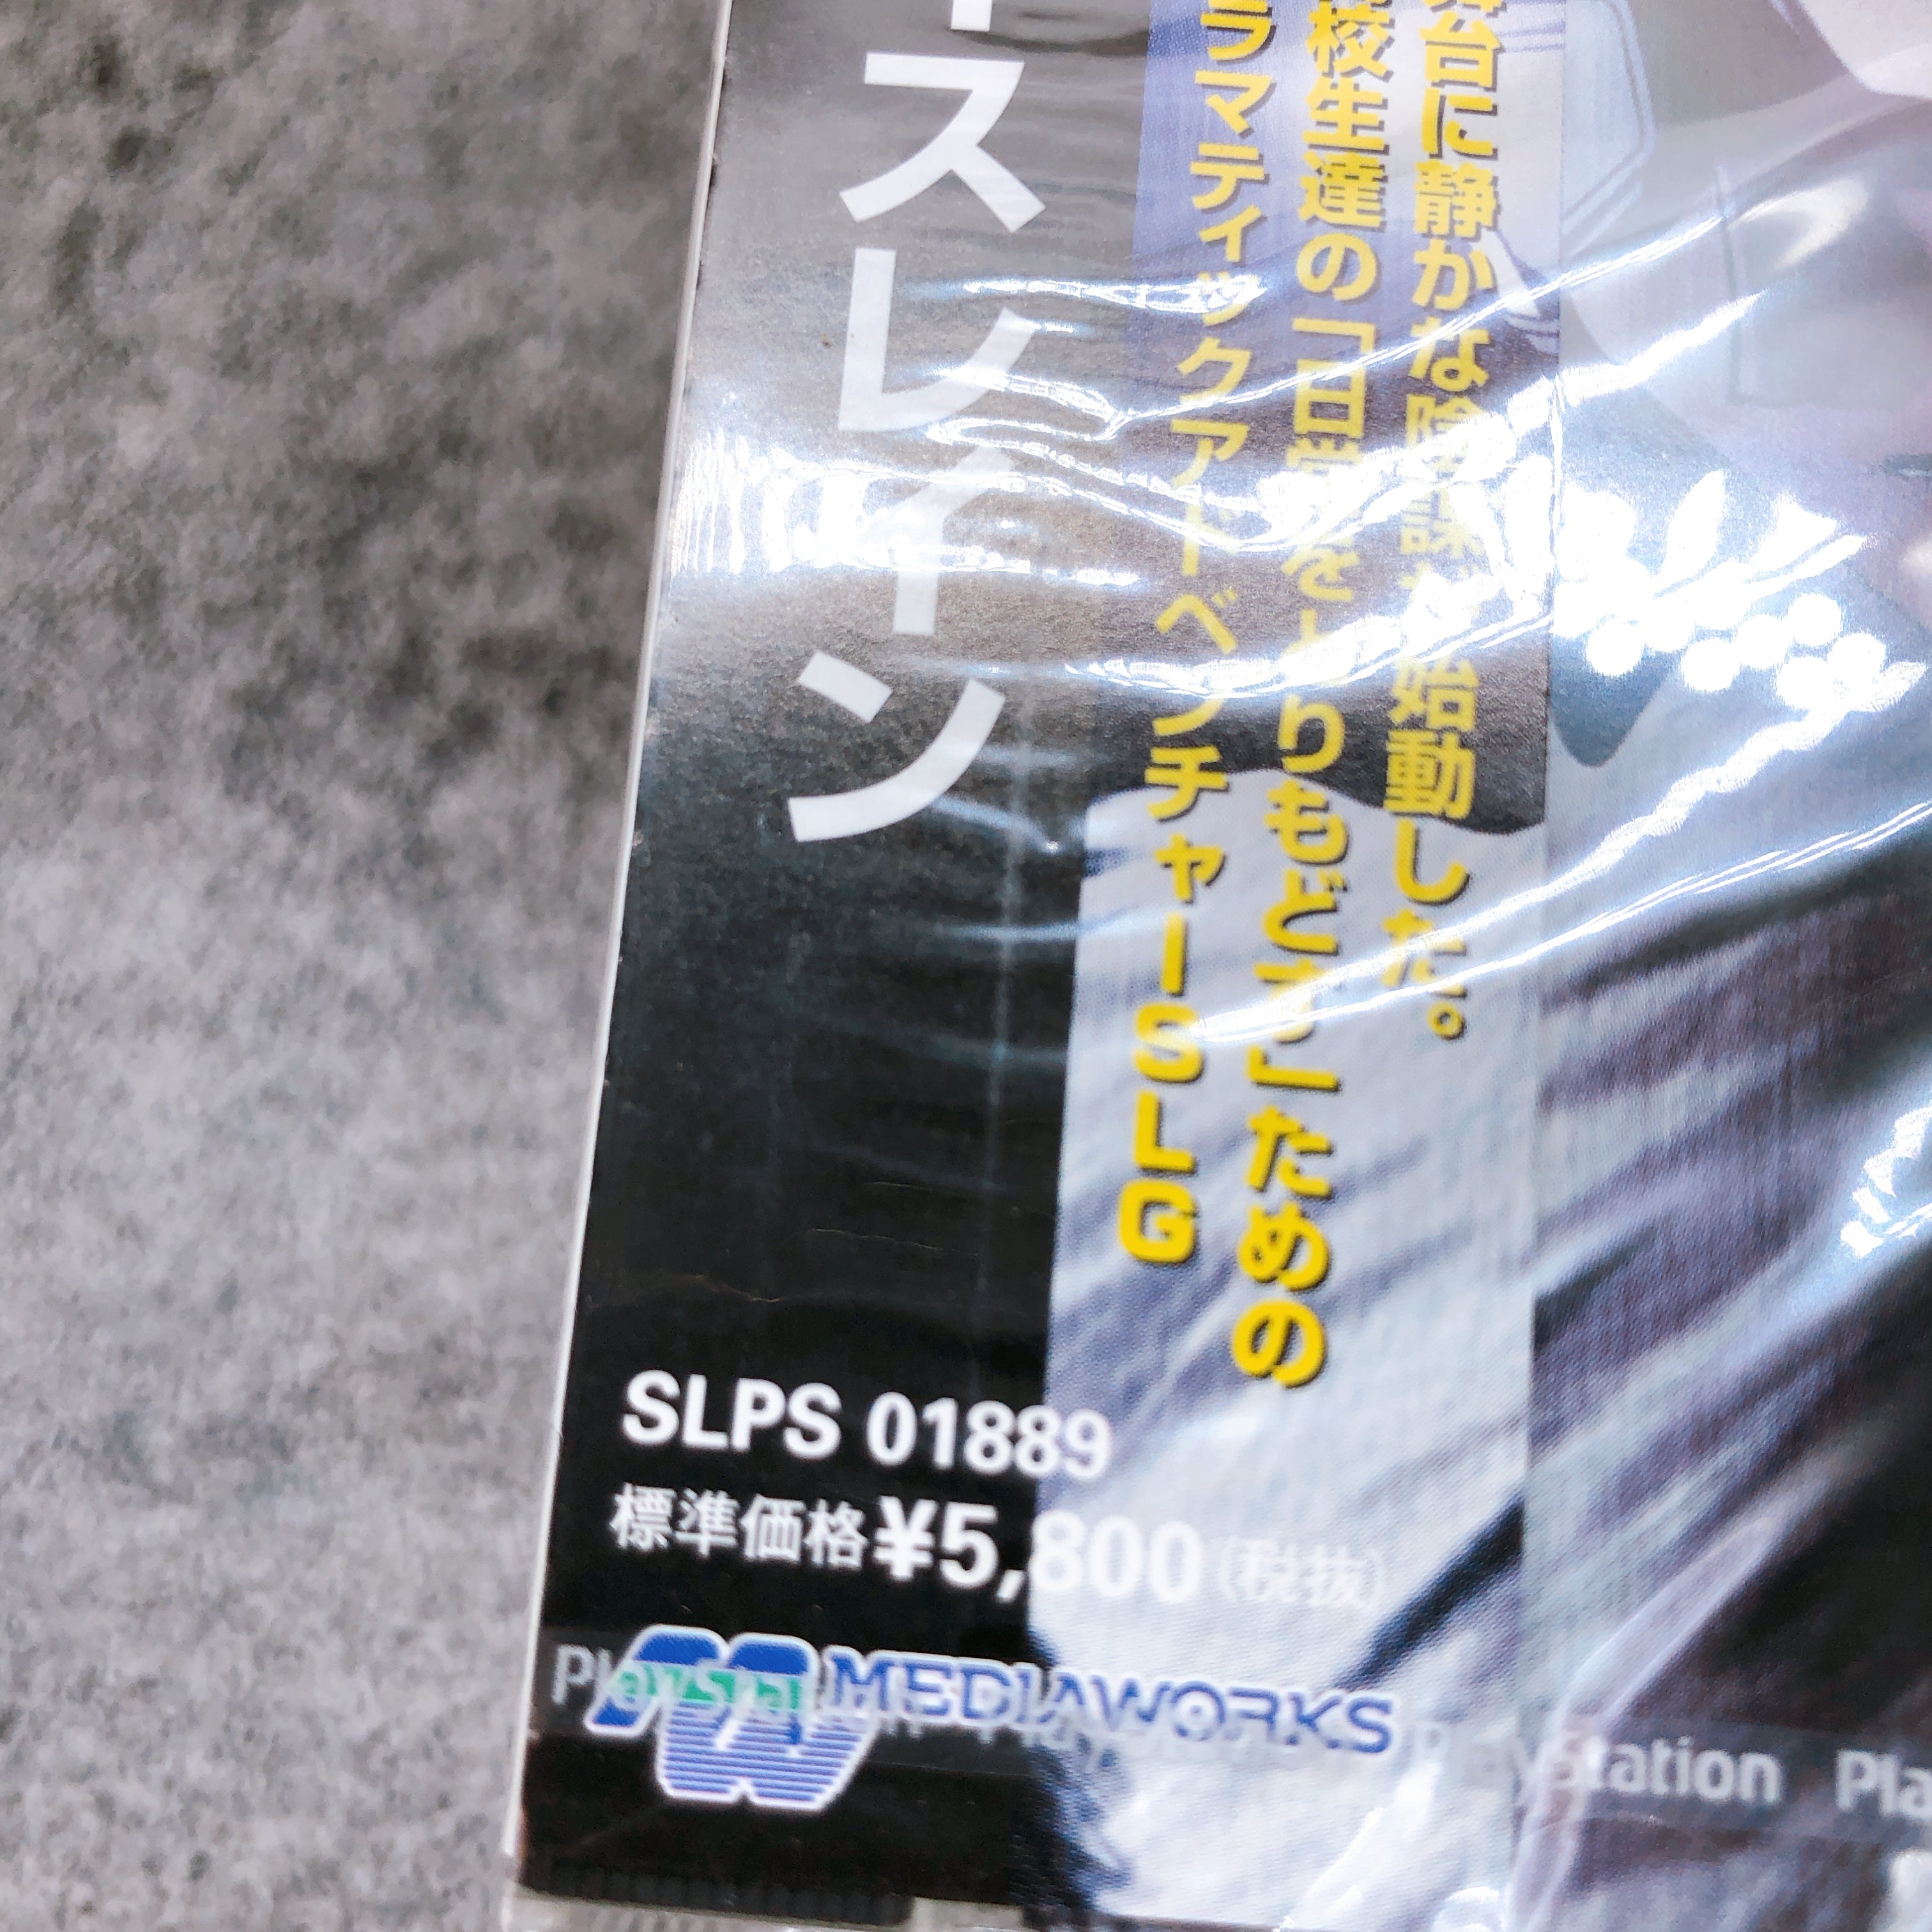 台に静かな陰謀が始動した。
校生達の「日常をとりもどす」ための
ラマティックアドベンチャーSLG
スレイン
SLPS 01889
標準価格¥5,800(税抜)
MEDIAWORKS
PlayStation PlayStation PlayStation Pla